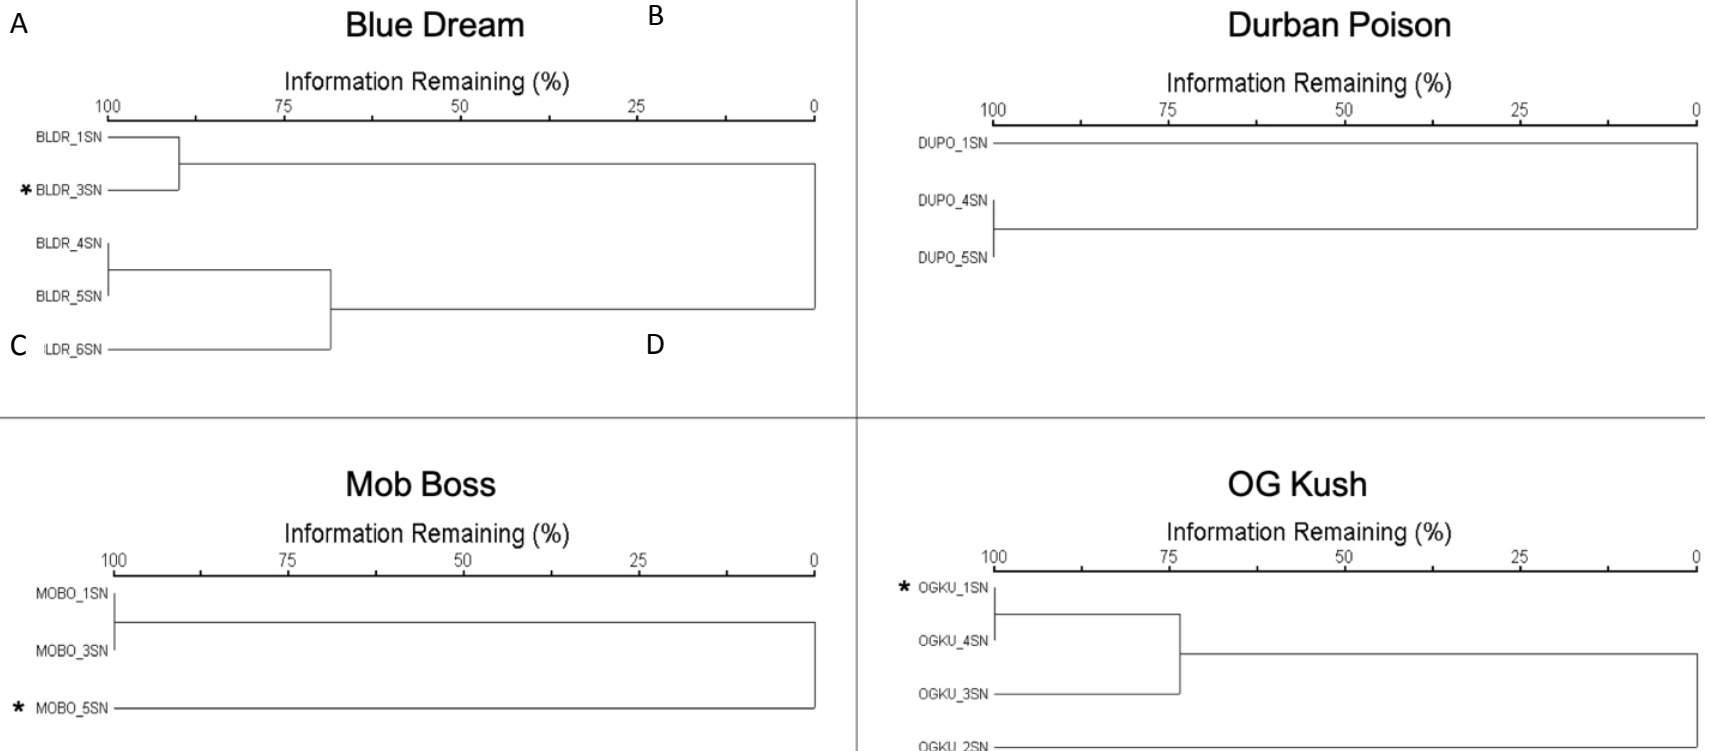 A
Blue Dream
B
Information Remaining (%)
100 75 50 25 0
BLDR_1SN
* BLDR_3SN
BLDR_4SN
BLDR_5SN
C
LDR_6SN
D
Durban Poison
Information Remaining (%)
100 75 50 25 0
DUPO_1SN
DUPO_4SN
DUPO_5SN
Mob Boss
Information Remaining (%)
100 75 50 25 0
MOBO_1SN
MOBO_3SN
* MOBO_5SN
OG Kush
Information Remaining (%)
100 75 50 25 0
* OGKU_1SN
OGKU_4SN
OGKU_3SN
OGKU_2SN